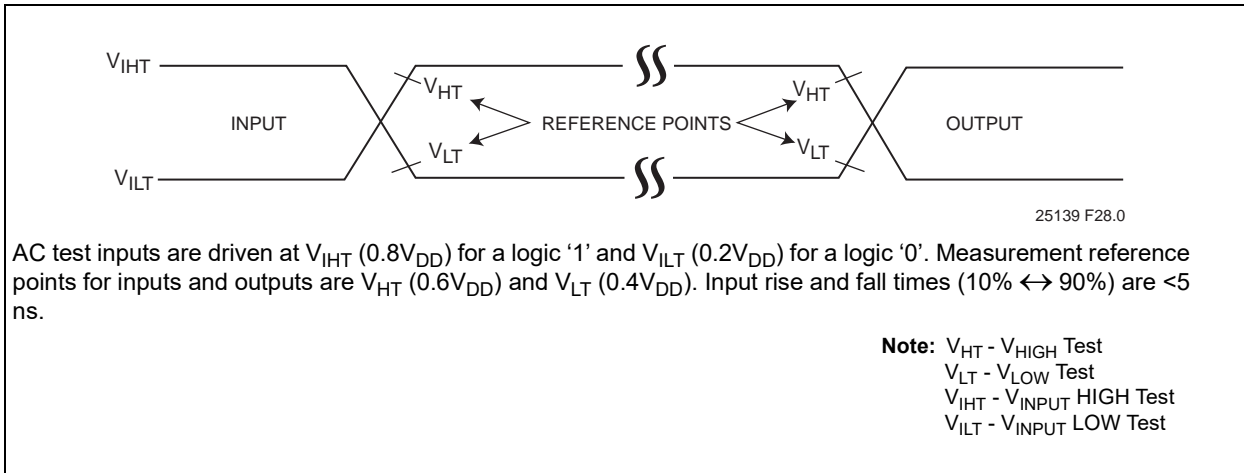 V_IHT
V_HT
V_HT
INPUT
REFERENCE POINTS
OUTPUT
V_LT
V_LT
V_ILT
25139 F28.0
AC test inputs are driven at V_IHT (0.8V_DD) for a logic ‘1’ and V_ILT (0.2V_DD) for a logic ‘0’. Measurement reference
points for inputs and outputs are V_HT (0.6V_DD) and V_LT (0.4V_DD). Input rise and fall times (10% ↔ 90%) are <5
ns.
Note: V_HT - V_HIGH Test
V_LT - V_LOW Test
V_IHT - V_INPUT HIGH Test
V_ILT - V_INPUT LOW Test